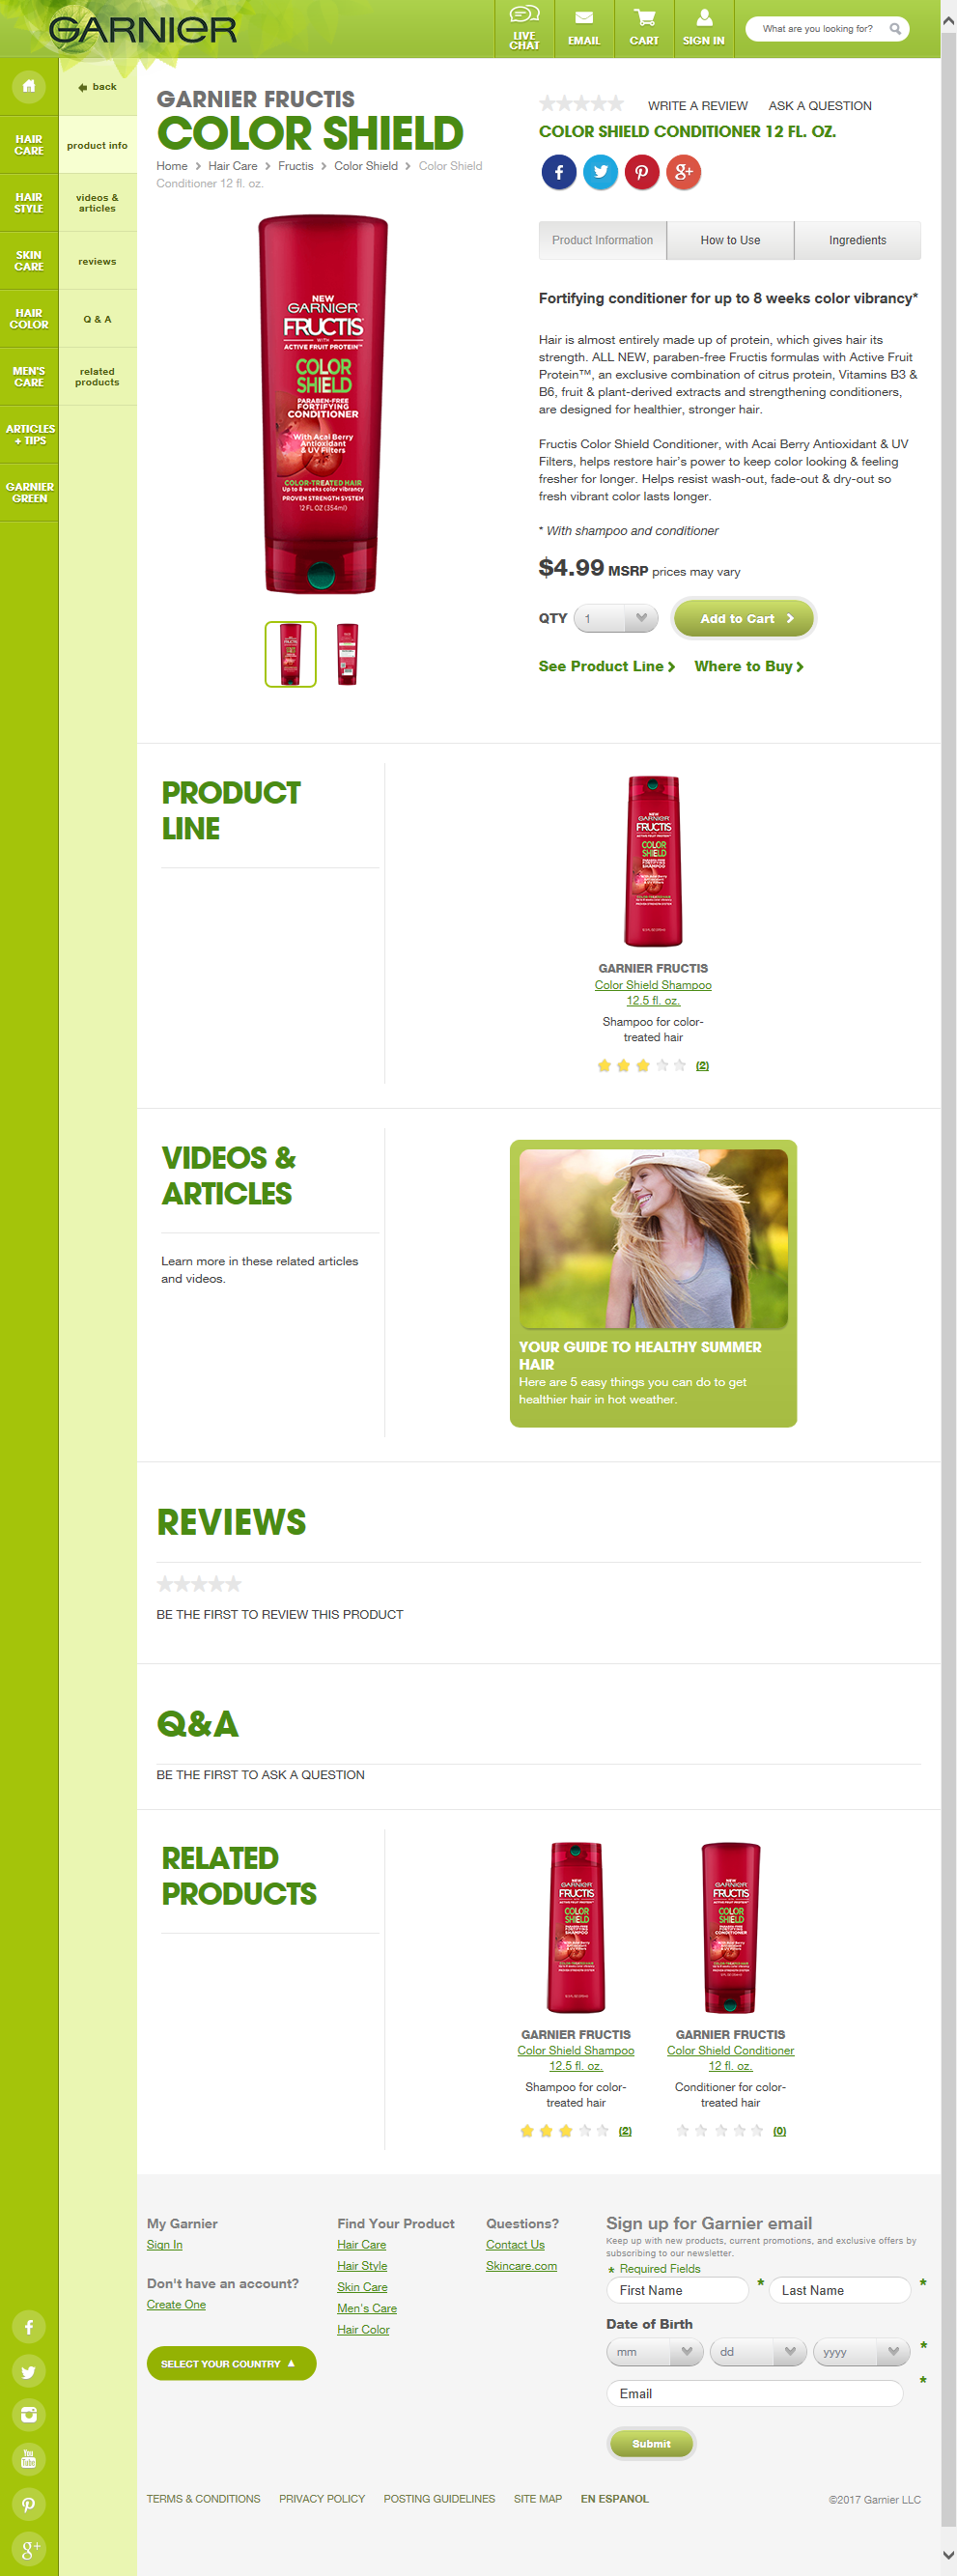 GARNIER
LIVE CHAT
EMAIL
CART
SIGN IN
What are you looking for?
HAIR CARE
HAIR STYLE
SKIN CARE
HAIR COLOR
MEN'S CARE
ARTICLES + TIPS
GARNIER GREEN
back
product info
videos & articles
reviews
Q & A
related products
GARNIER FRUCTIS
COLOR SHIELD
Home > Hair Care > Fructis > Color Shield > Color Shield
Conditioner 12 fl. oz.
NEW
GARNIER
FRUCTIS
WITH
ACTIVE FRUIT PROTEIN™
COLOR
SHIELD
PARABEN-FREE
FORTIFYING
CONDITIONER
With Acai Berry
Antioxidant
& UV Filters
COLOR-TREATED HAIR
Up to 8 weeks color vibrancy
PROVEN STRENGTH SYSTEM
12 FL OZ (354ml)
WRITE A REVIEW
ASK A QUESTION
COLOR SHIELD CONDITIONER 12 FL. OZ.
Product Information
How to Use
Ingredients
Fortifying conditioner for up to 8 weeks color vibrancy*
Hair is almost entirely made up of protein, which gives hair its
strength. ALL NEW, paraben-free Fructis formulas with Active Fruit
Protein™, an exclusive combination of citrus protein, Vitamins B3 &
B6, fruit & plant-derived extracts and strengthening conditioners,
are designed for healthier, stronger hair.
Fructis Color Shield Conditioner, with Acai Berry Antioxidant & UV
Filters, helps restore hair's power to keep color looking & feeling
fresher for longer. Helps resist wash-out, fade-out & dry-out so
fresh vibrant color lasts longer.
* With shampoo and conditioner
$4.99 MSRP prices may vary
QTY 1
Add to Cart
See Product Line
Where to Buy
PRODUCT
LINE
NEW
GARNIER
FRUCTIS
COLOR
SHIELD
GARNIER FRUCTIS
Color Shield Shampoo
12.5 fl. oz.
Shampoo for color-
treated hair
(2)
VIDEOS &
ARTICLES
Learn more in these related articles
and videos.
YOUR GUIDE TO HEALTHY SUMMER
HAIR
Here are 5 easy things you can do to get
healthier hair in hot weather.
REVIEWS
BE THE FIRST TO REVIEW THIS PRODUCT
Q&A
BE THE FIRST TO ASK A QUESTION
RELATED
PRODUCTS
GARNIER
FRUCTIS
COLOR
SHIELD
GARNIER FRUCTIS
Color Shield Shampoo
12.5 fl. oz.
Shampoo for color-
treated hair
(2)
GARNIER
FRUCTIS
COLOR
SHIELD
GARNIER FRUCTIS
Color Shield Conditioner
12 fl. oz.
Conditioner for color-
treated hair
(0)
My Garnier
Sign In
Don't have an account?
Create One
SELECT YOUR COUNTRY
Find Your Product
Hair Care
Hair Style
Skin Care
Men's Care
Hair Color
Questions?
Contact Us
Skincare.com
Sign up for Garnier email
Keep up with new products, current promotions, and exclusive offers by
subscribing to our newsletter.
* Required Fields
First Name *
Last Name *
Date of Birth
mm
dd
yyyy *
Email *
Submit
You Tube
TERMS & CONDITIONS
PRIVACY POLICY
POSTING GUIDELINES
SITE MAP
EN ESPANOL
©2017 Garnier LLC